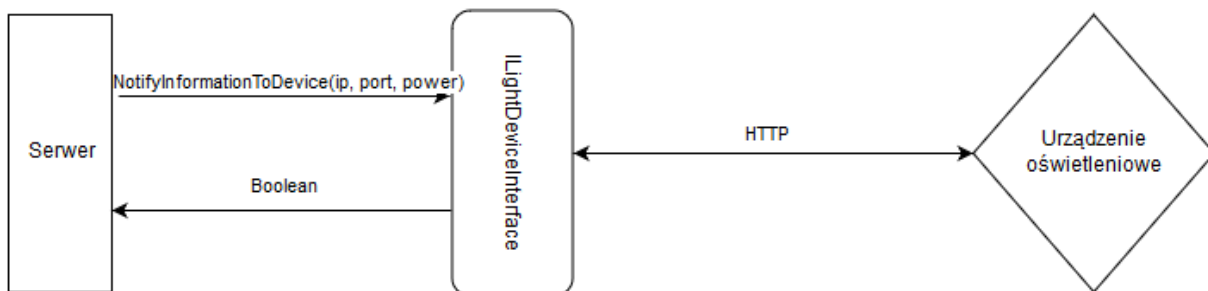 NotifyInformationToDevice(ip, port, power)
Serwer
Boolean
ILightDeviceInterface
HTTP
Urządzenie
oświetleniowe